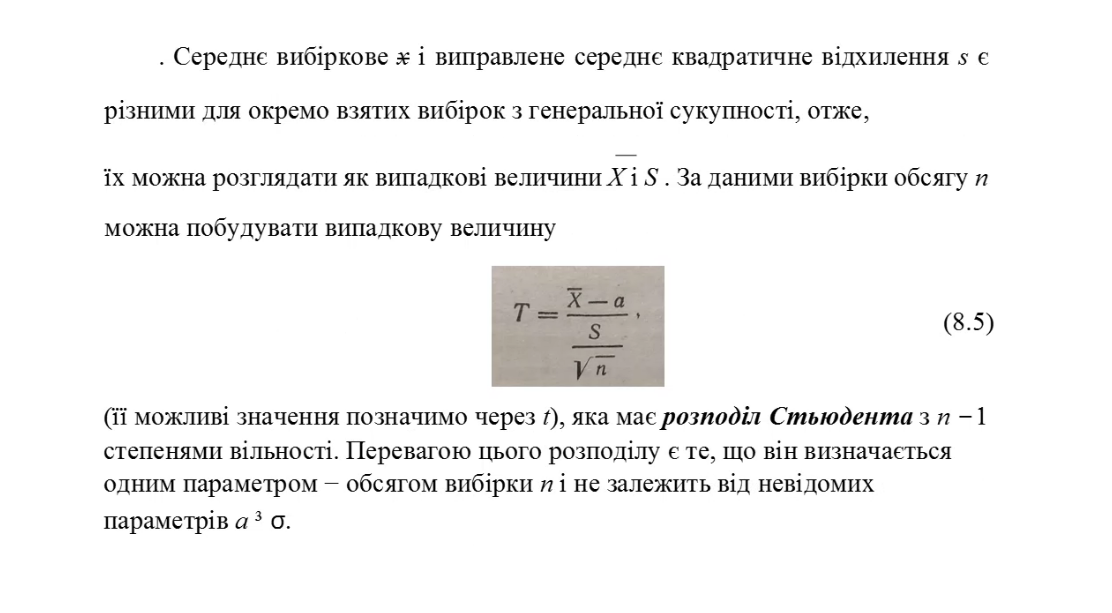 . Середнє вибіркове x̶ і виправлене середнє квадратичне відхилення s є
різними для окремо взятих вибірок з генеральної сукупності, отже,
їх можна розглядати як випадкові величини X̅ і S . За даними вибірки обсягу n
можна побудувати випадкову величину
T = (X̅ − a) / (S / √n) , (8.5)
(її можливі значення позначимо через t), яка має розподіл Стьюдента з n −1
степенями вільності. Перевагою цього розподілу є те, що він визначається
одним параметром − обсягом вибірки n і не залежить від невідомих
параметрів a ³ σ.